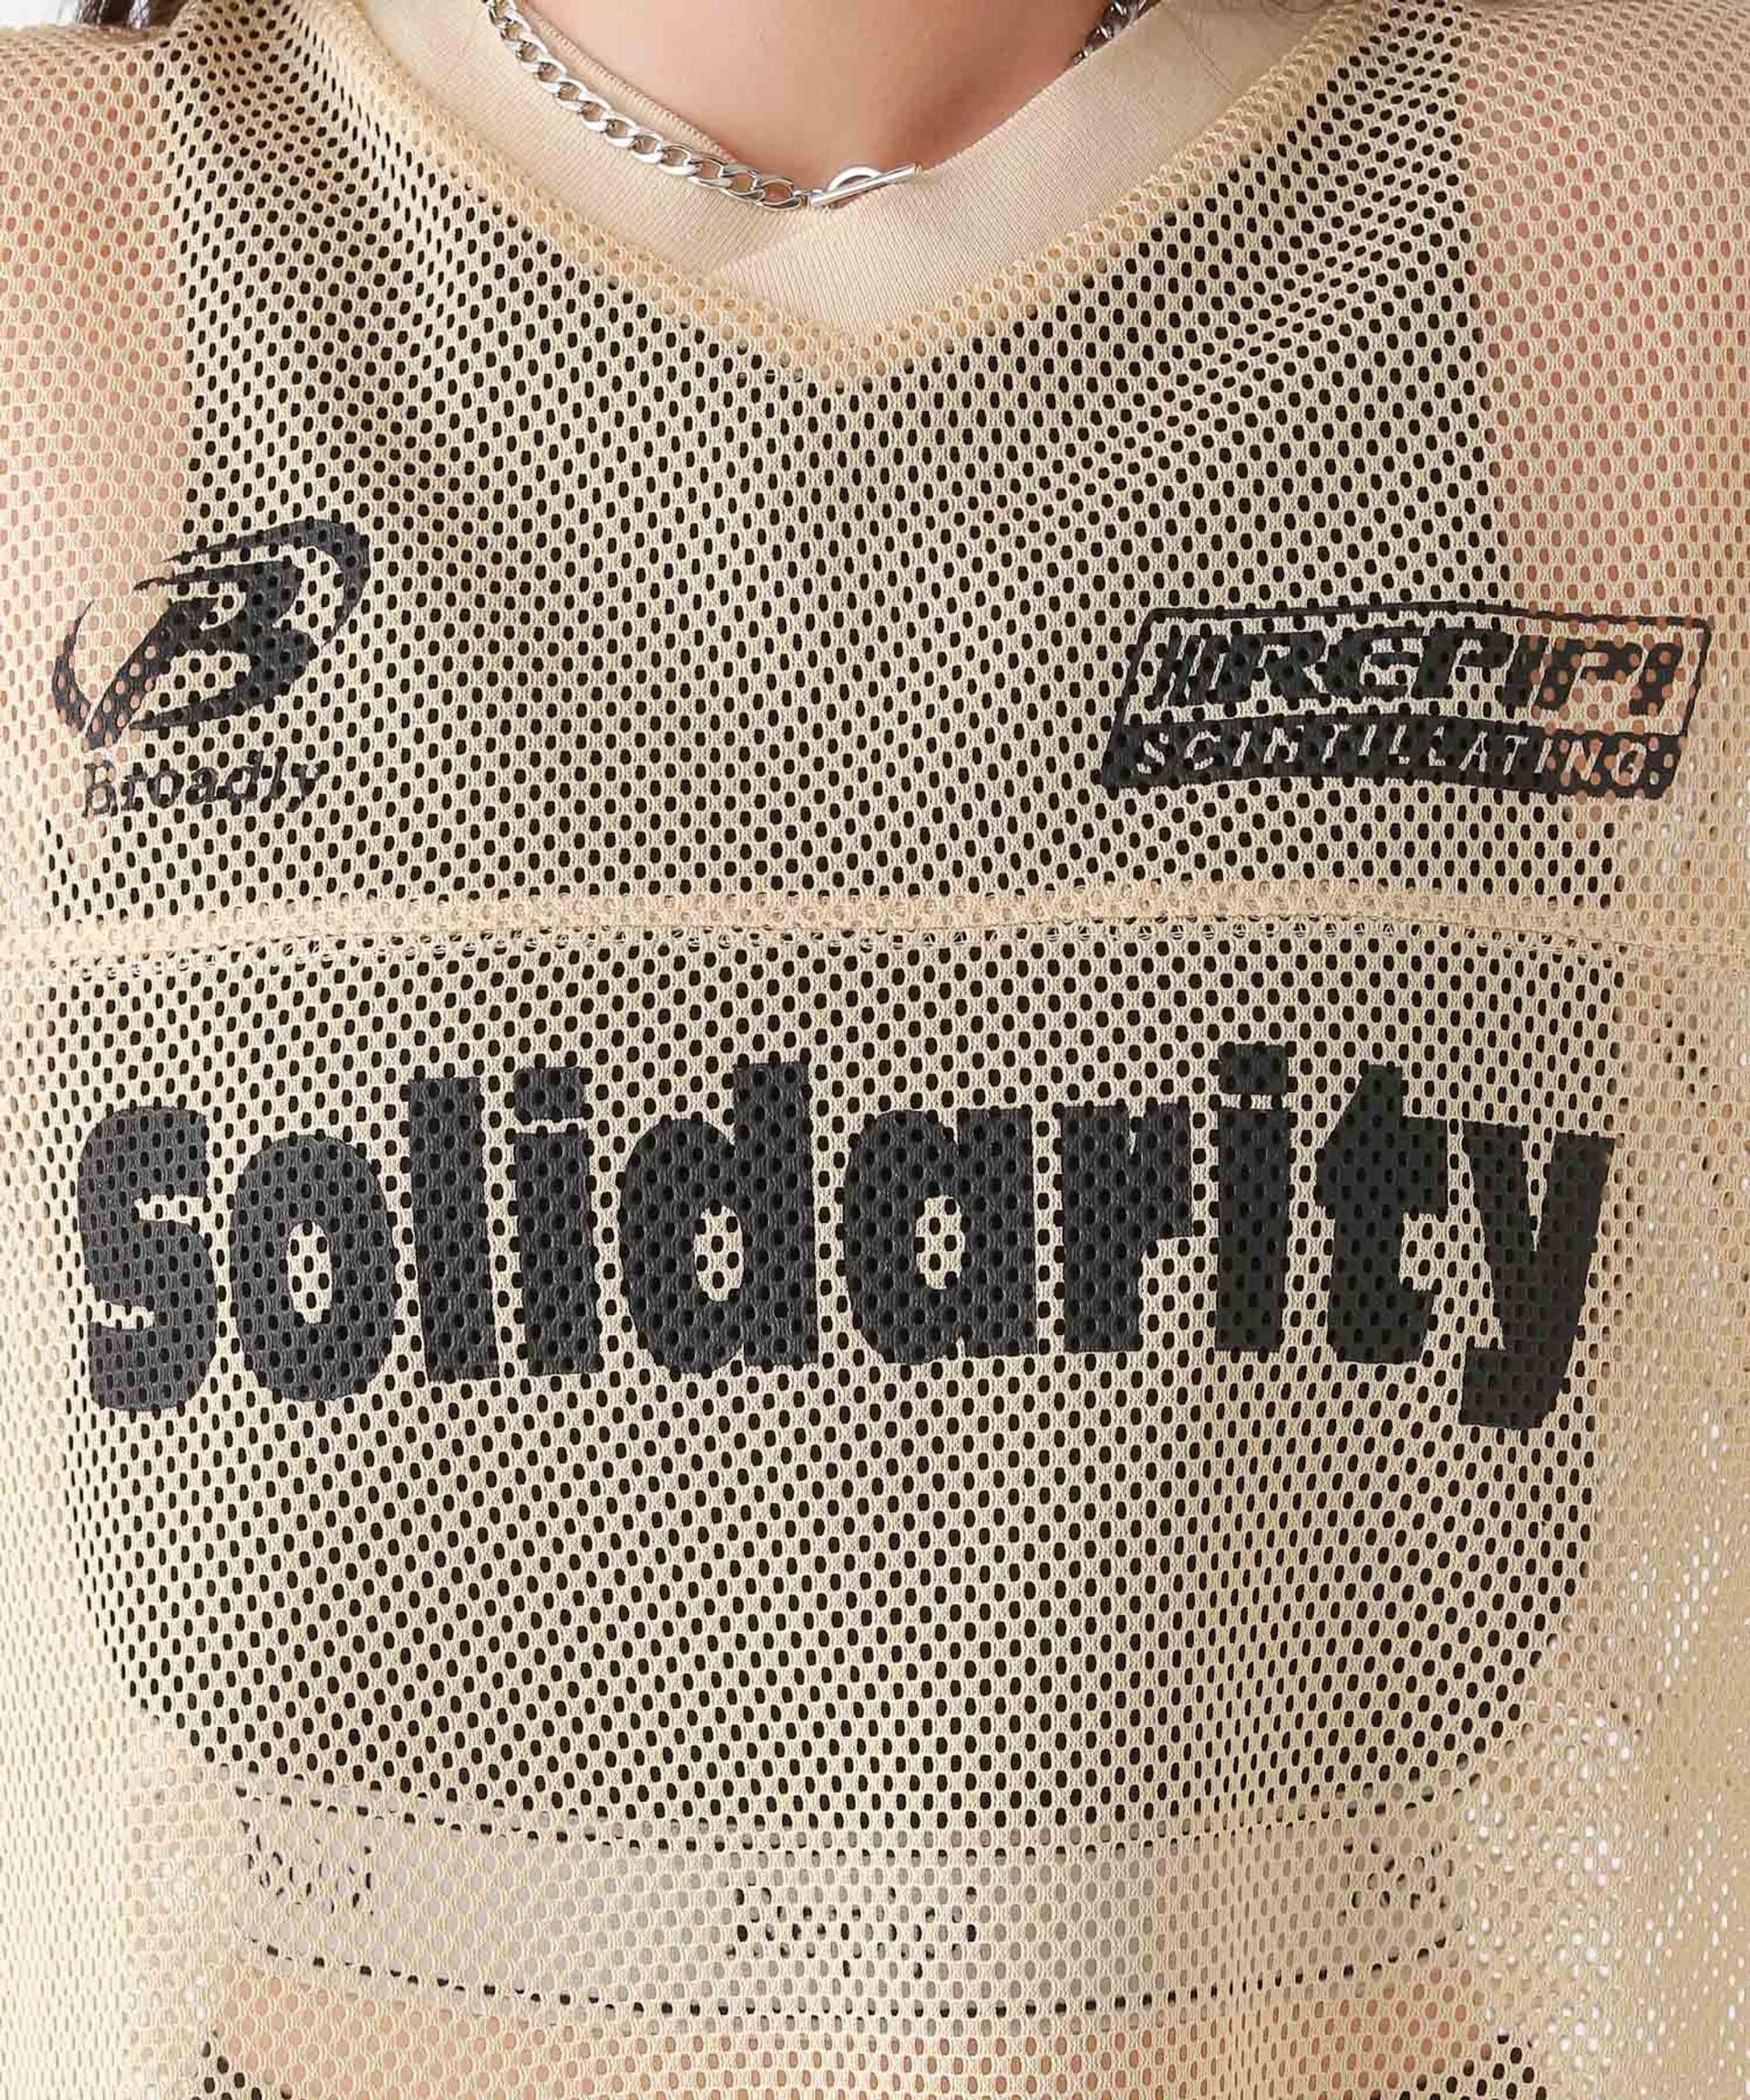 B
Broadly
REPIPI
SCINTILLATING
Solidarity